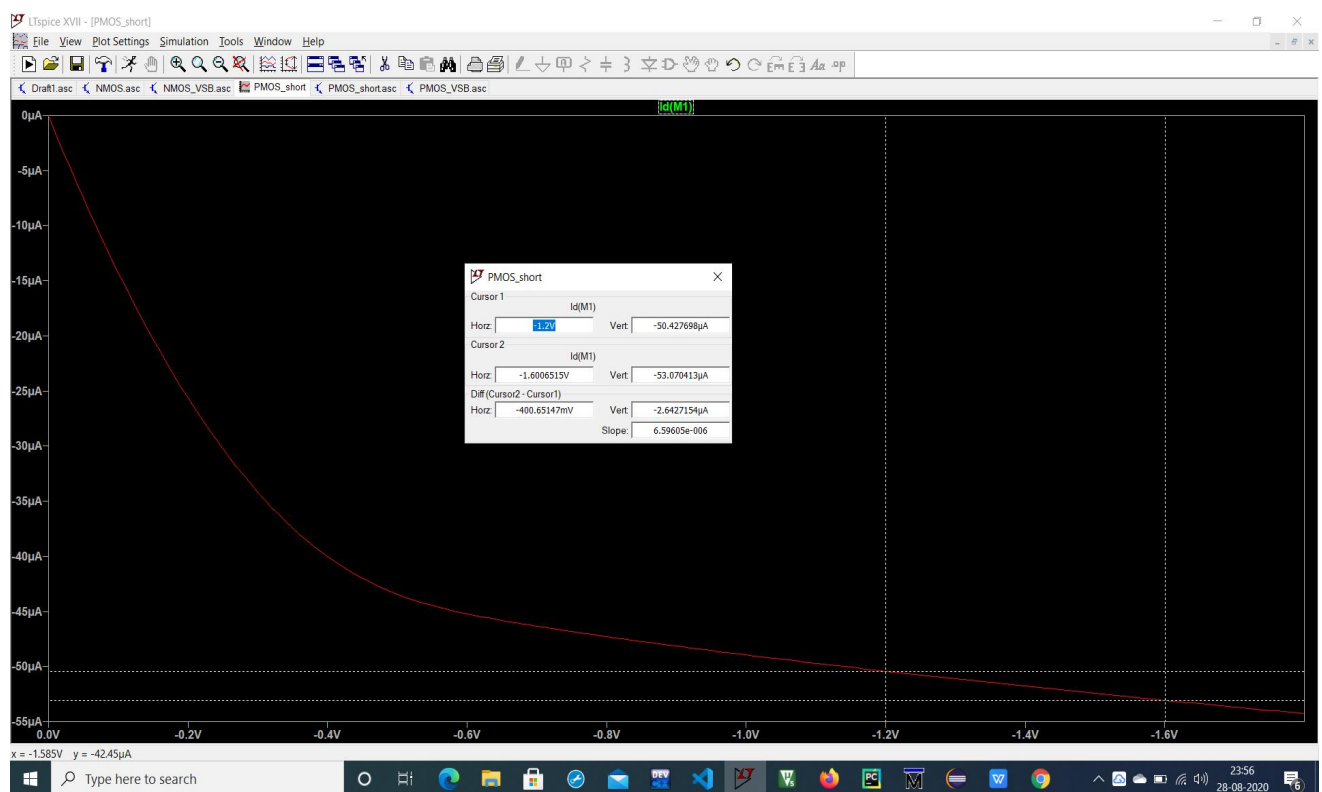 LTspice XVII - [PMOS_short]
File View Plot Settings Simulation Tools Window Help
Draft1.asc NMOS.asc NMOS_VSB.asc PMOS_short PMOS_short.asc PMOS_VSB.asc
Id(M1)
0µA
-5µA
-10µA
-15µA
-20µA
-25µA
-30µA
-35µA
-40µA
-45µA
-50µA
-55µA
PMOS_short
Cursor 1
Id(M1)
Horz: -1.2V Vert: -50.427698µA
Cursor 2
Id(M1)
Horz: -1.6006515V Vert: -53.070413µA
Diff (Cursor2 - Cursor1)
Horz: -400.65147mV Vert: -2.6427154µA
Slope: 6.59605e-006
0.0V -0.2V -0.4V -0.6V -0.8V -1.0V -1.2V -1.4V -1.6V
x = -1.585V y = -42.45µA
Type here to search
23:56
28-08-2020
6